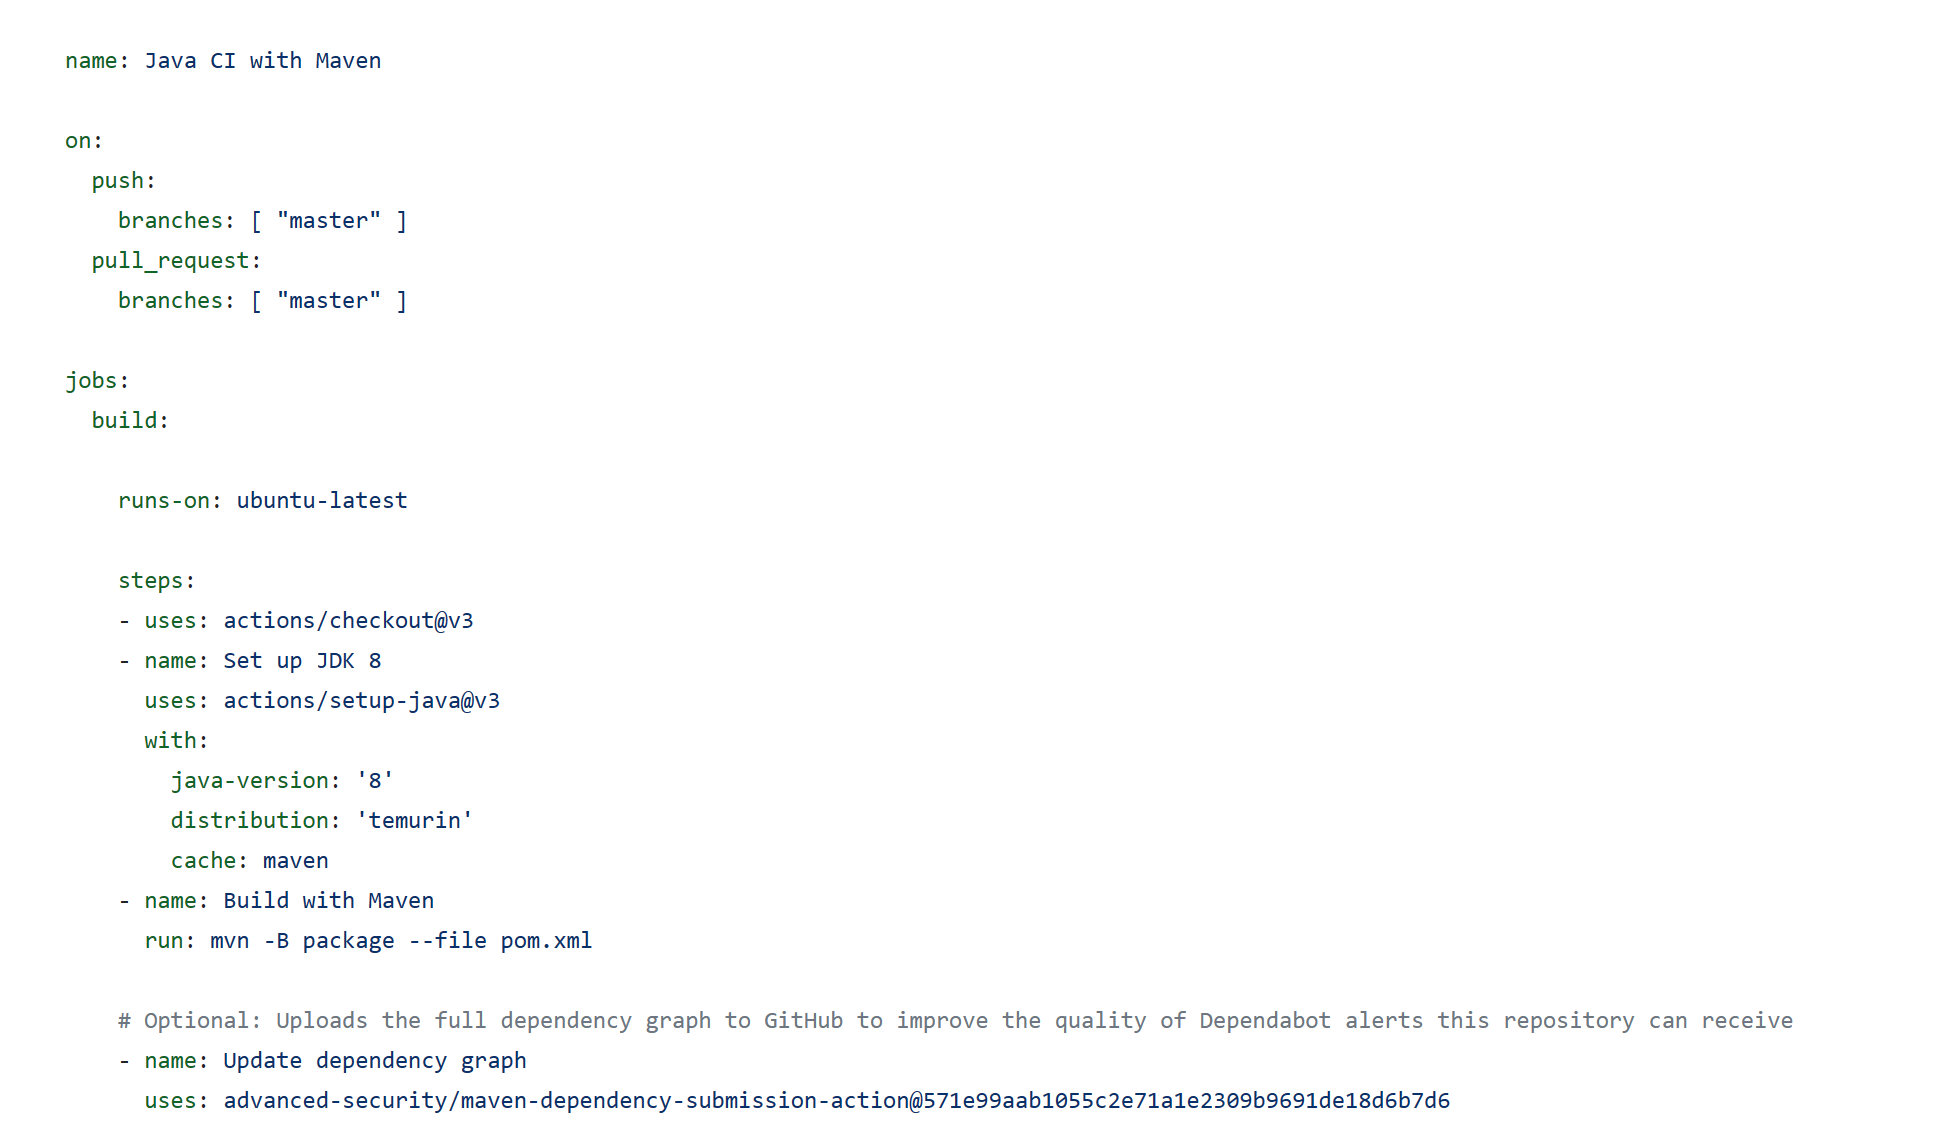 name: Java CI with Maven
on:
push:
branches: [ "master" ]
pull_request:
branches: [ "master" ]
jobs:
build:
runs-on: ubuntu-latest
steps:
- uses: actions/checkout@v3
- name: Set up JDK 8
uses: actions/setup-java@v3
with:
java-version: '8'
distribution: 'temurin'
cache: maven
- name: Build with Maven
run: mvn -B package --file pom.xml
# Optional: Uploads the full dependency graph to GitHub to improve the quality of Dependabot alerts this repository can receive
- name: Update dependency graph
uses: advanced-security/maven-dependency-submission-action@571e99aab1055c2e71a1e2309b9691de18d6b7d6